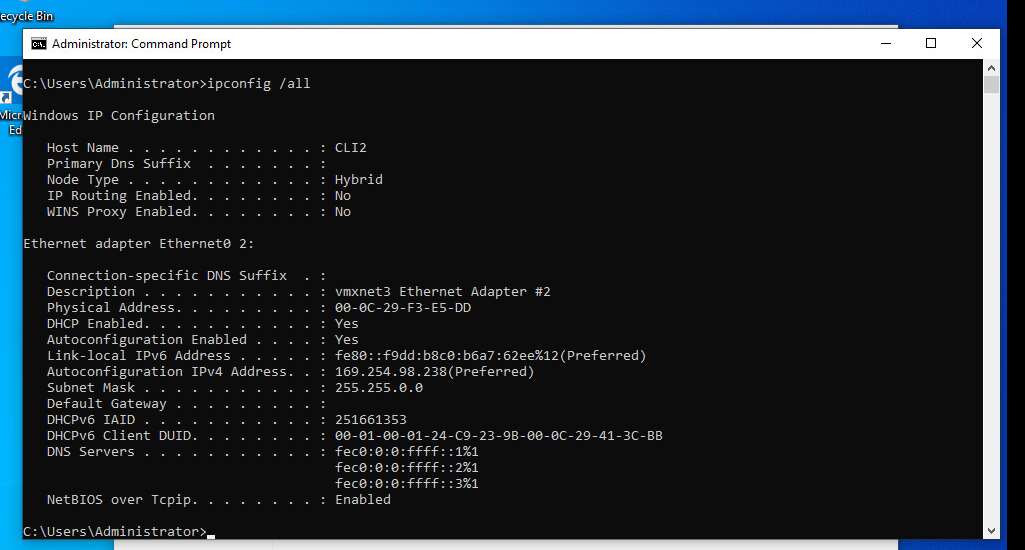 ecycle Bin
Administrator: Command Prompt
C:\Users\Administrator>ipconfig /all
Windows IP Configuration
Host Name . . . . . . . . . . . . : CLI2
Primary Dns Suffix  . . . . . . . :
Node Type . . . . . . . . . . . . : Hybrid
IP Routing Enabled. . . . . . . . : No
WINS Proxy Enabled. . . . . . . . : No
Ethernet adapter Ethernet0 2:
Connection-specific DNS Suffix  . :
Description . . . . . . . . . . . : vmxnet3 Ethernet Adapter #2
Physical Address. . . . . . . . . : 00-0C-29-F3-E5-DD
DHCP Enabled. . . . . . . . . . . : Yes
Autoconfiguration Enabled . . . . : Yes
Link-local IPv6 Address . . . . . : fe80::f9dd:b8c0:b6a7:62ee%12(Preferred)
Autoconfiguration IPv4 Address. . : 169.254.98.238(Preferred)
Subnet Mask . . . . . . . . . . . : 255.255.0.0
Default Gateway . . . . . . . . . :
DHCPv6 IAID . . . . . . . . . . . : 251661353
DHCPv6 Client DUID. . . . . . . . : 00-01-00-01-24-C9-23-9B-00-0C-29-41-3C-BB
DNS Servers . . . . . . . . . . . : fec0:0:0:ffff::1%1
fec0:0:0:ffff::2%1
fec0:0:0:ffff::3%1
NetBIOS over Tcpip. . . . . . . . : Enabled
C:\Users\Administrator>
Micr
Ed